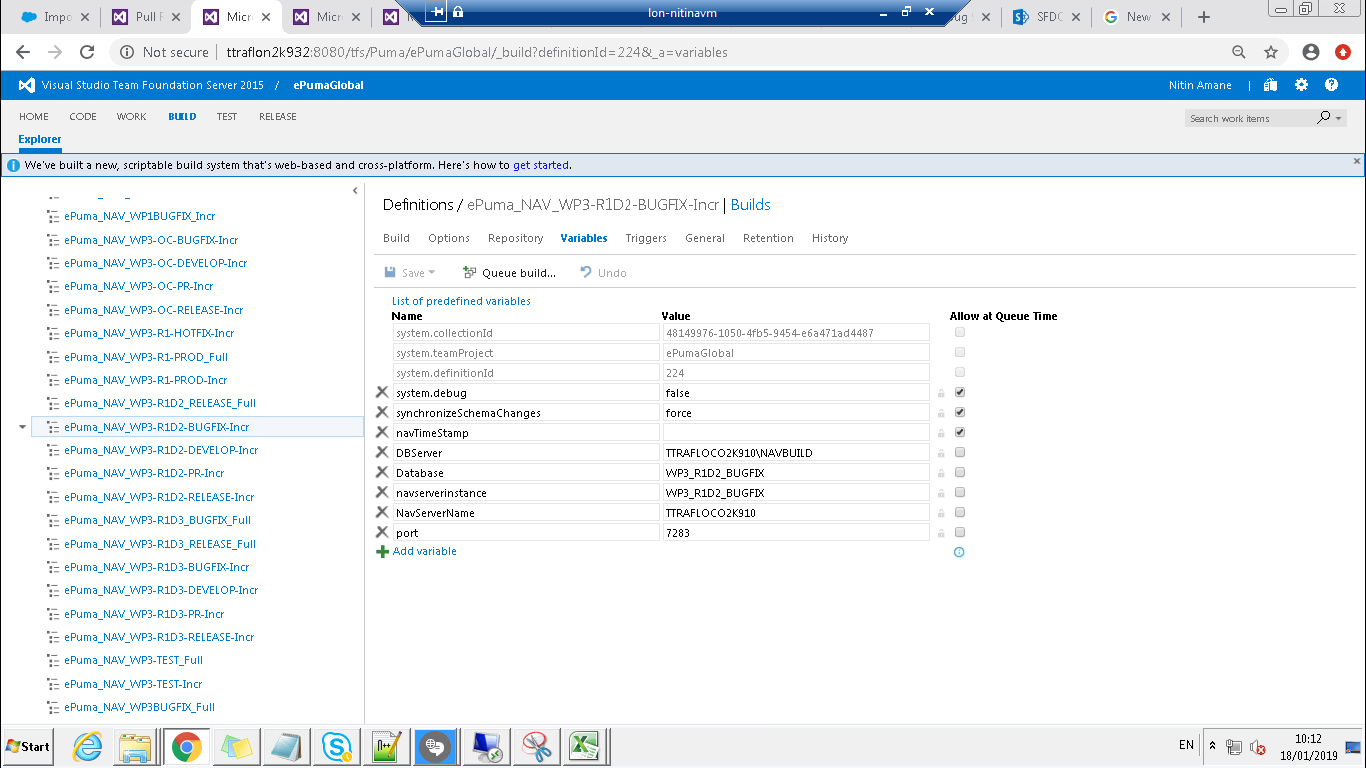 Impo
Pull F
Micro
Micro
lon-nitinavm
ug
SFDC
New
Not secure
ttraflon2k932:8080/tfs/Puma/ePumaGlobal/_build?definitionId=224&_a=variables
Visual Studio Team Foundation Server 2015 / ePumaGlobal
Nitin Amane
HOME CODE WORK BUILD TEST RELEASE
Search work items
Explorer
We've built a new, scriptable build system that's web-based and cross-platform. Here's how to get started.
ePuma_NAV_WP1BUGFIX_Incr
ePuma_NAV_WP3-OC-BUGFIX-Incr
ePuma_NAV_WP3-OC-DEVELOP-Incr
ePuma_NAV_WP3-OC-PR-Incr
ePuma_NAV_WP3-OC-RELEASE-Incr
ePuma_NAV_WP3-R1-HOTFIX-Incr
ePuma_NAV_WP3-R1-PROD_Full
ePuma_NAV_WP3-R1-PROD-Incr
ePuma_NAV_WP3-R1D2_RELEASE_Full
ePuma_NAV_WP3-R1D2-BUGFIX-Incr
ePuma_NAV_WP3-R1D2-DEVELOP-Incr
ePuma_NAV_WP3-R1D2-PR-Incr
ePuma_NAV_WP3-R1D2-RELEASE-Incr
ePuma_NAV_WP3-R1D3_BUGFIX_Full
ePuma_NAV_WP3-R1D3_RELEASE_Full
ePuma_NAV_WP3-R1D3-BUGFIX-Incr
ePuma_NAV_WP3-R1D3-DEVELOP-Incr
ePuma_NAV_WP3-R1D3-PR-Incr
ePuma_NAV_WP3-R1D3-RELEASE-Incr
ePuma_NAV_WP3-TEST_Full
ePuma_NAV_WP3-TEST-Incr
ePuma_NAV_WP3BUGFIX_Full
Definitions / ePuma_NAV_WP3-R1D2-BUGFIX-Incr | Builds
Build Options Repository Variables Triggers General Retention History
Save Queue build... Undo
List of predefined variables
Name Value Allow at Queue Time
system.collectionId 48149976-1050-4fb5-9454-e6a471ad4487
system.teamProject ePumaGlobal
system.definitionId 224
system.debug false
synchronizeSchemaChanges force
navTimeStamp
DBServer TTRAFLOCO2K910\NAVBUILD
Database WP3_R1D2_BUGFIX
navserverinstance WP3_R1D2_BUGFIX
NavServerName TTRAFLOCO2K910
port 7283
Add variable
Start
EN
10:12
18/01/2019